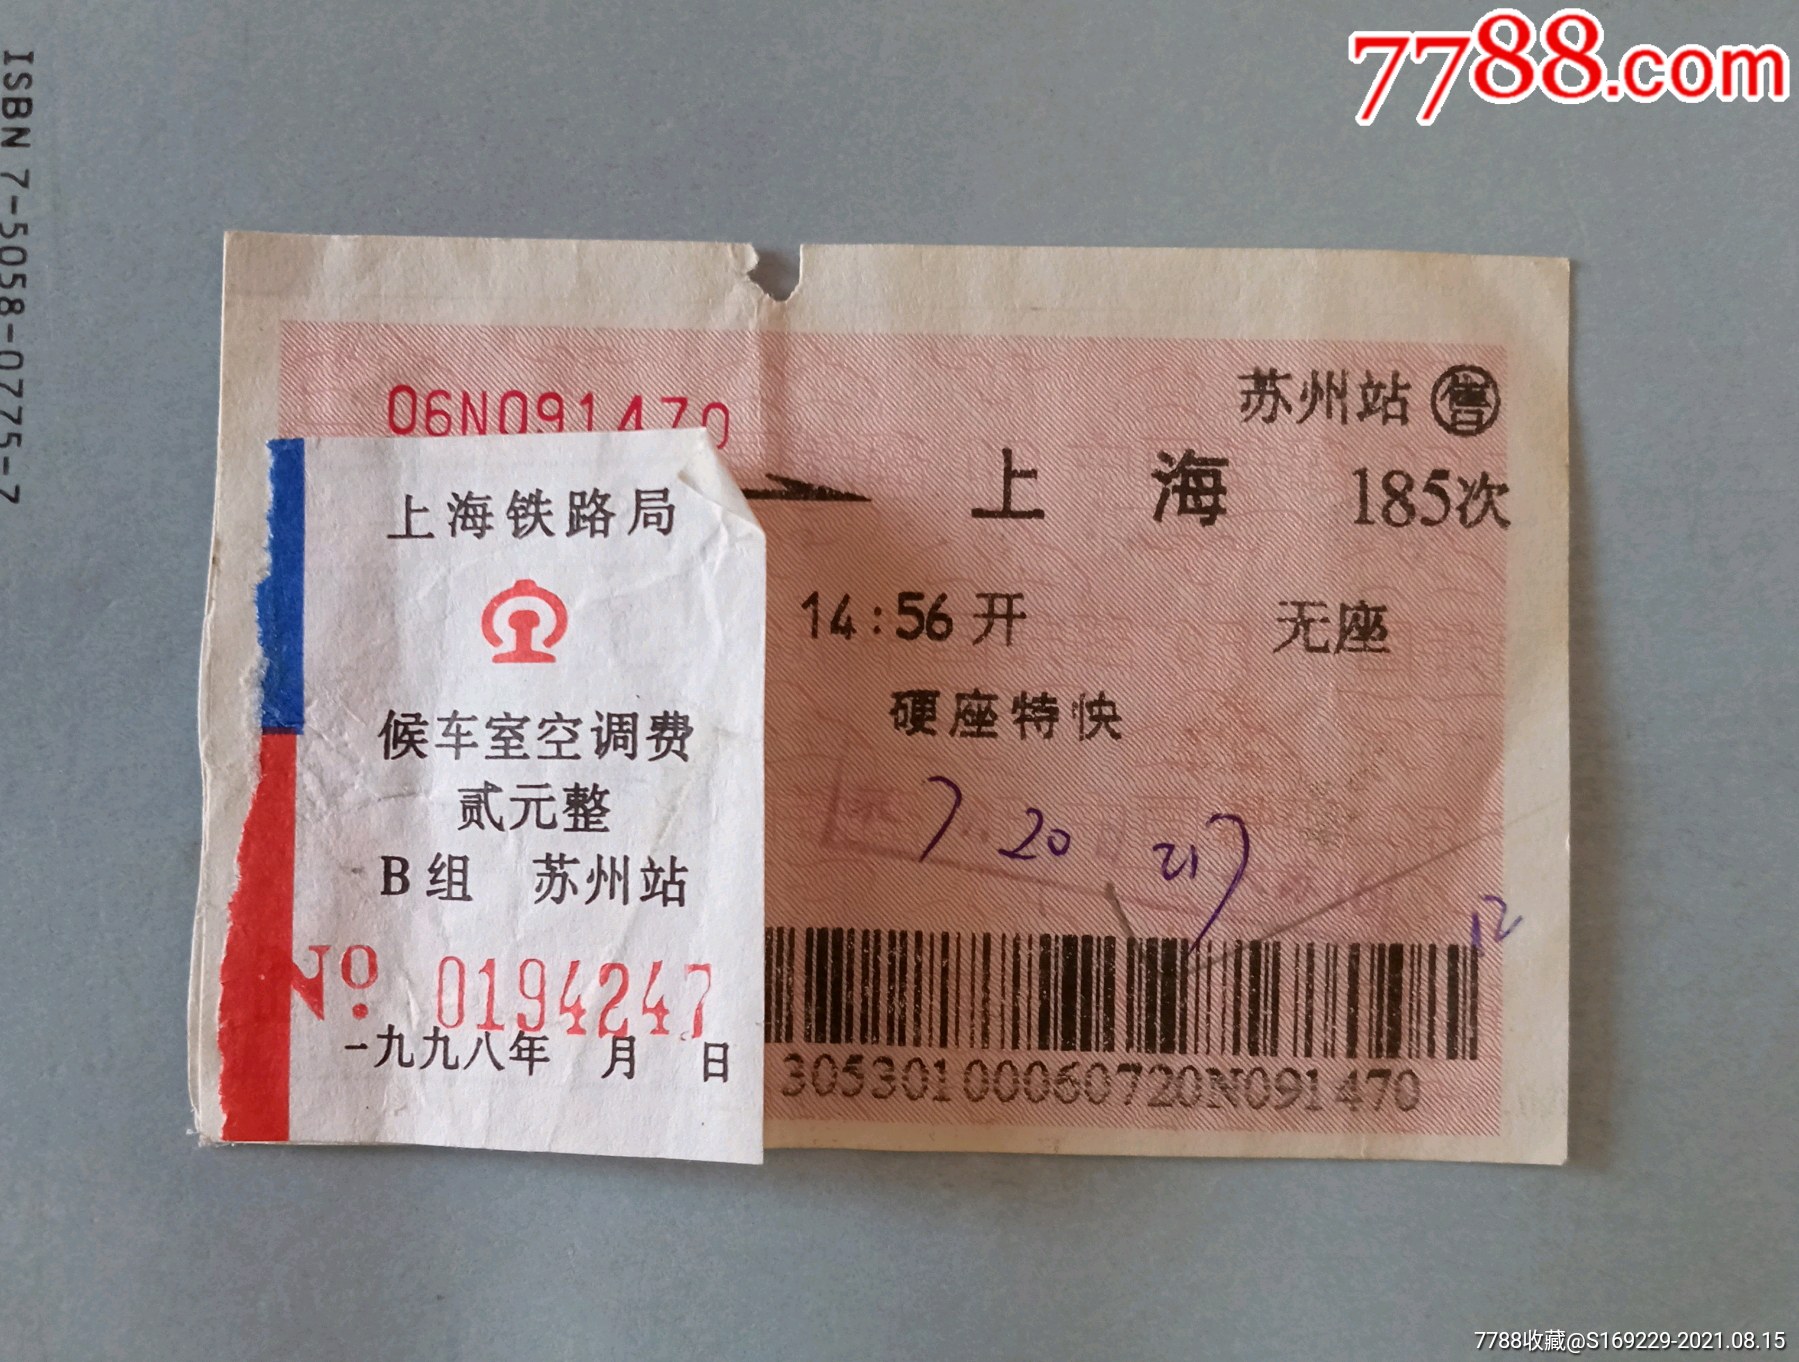 7788.com
ISBN 7-5058-0775-7
06N091470
苏州站 售
上海 185次
14:56开 无座
硬座特快
7.. 20
12
30530100060720N091470
上海铁路局
候车室空调费
贰元整
B组 苏州站
No. 0194247
一九九八年 月 日
7788收藏@S169229-2021.08.15